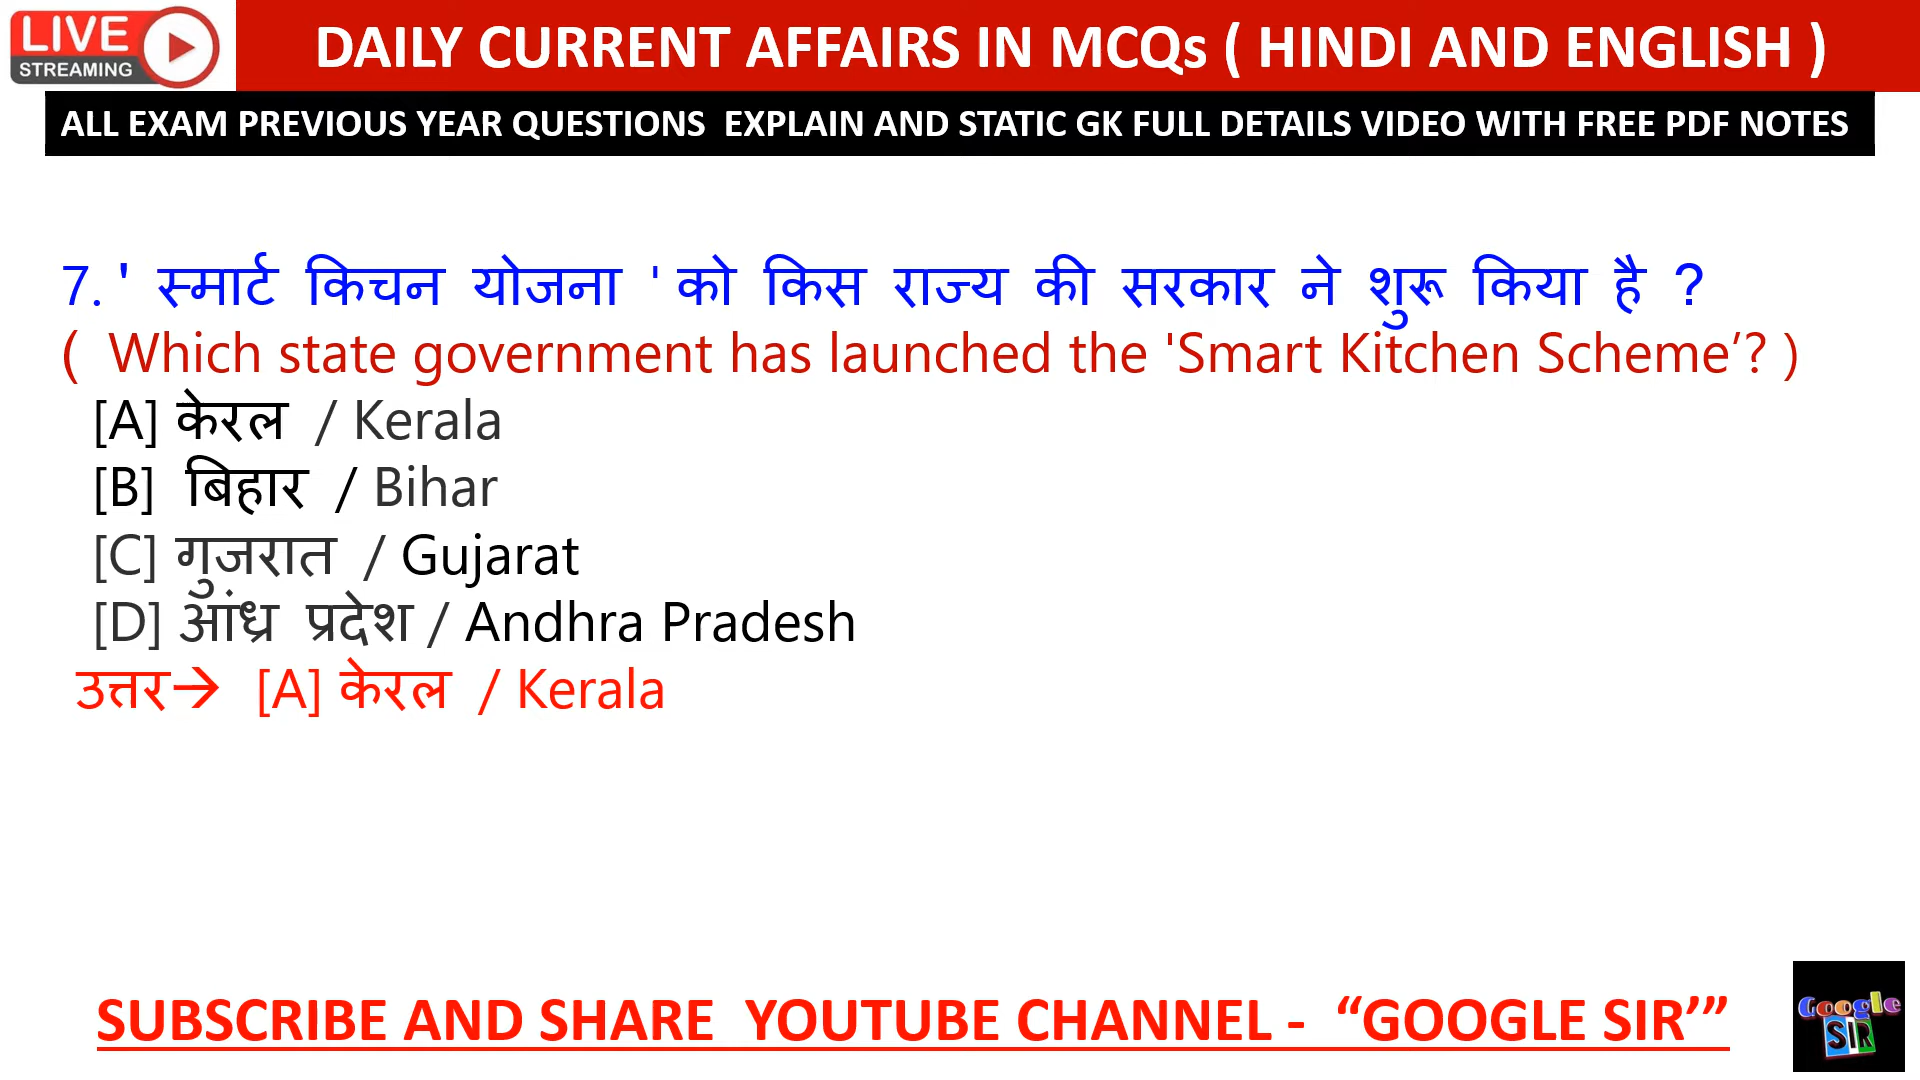 LIVE
STREAMING
DAILY CURRENT AFFAIRS IN MCQs ( HINDI AND ENGLISH )
ALL EXAM PREVIOUS YEAR QUESTIONS EXPLAIN AND STATIC GK FULL DETAILS VIDEO WITH FREE PDF NOTES
7. ' स्मार्ट किचन योजना ' को किस राज्य की सरकार ने शुरू किया है ?
( Which state government has launched the 'Smart Kitchen Scheme’? )
[A] केरल / Kerala
[B] बिहार / Bihar
[C] गुजरात / Gujarat
[D] आंध्र प्रदेश / Andhra Pradesh
उत्तर→ [A] केरल / Kerala
SUBSCRIBE AND SHARE YOUTUBE CHANNEL - “GOOGLE SIR’”
Google
SIR